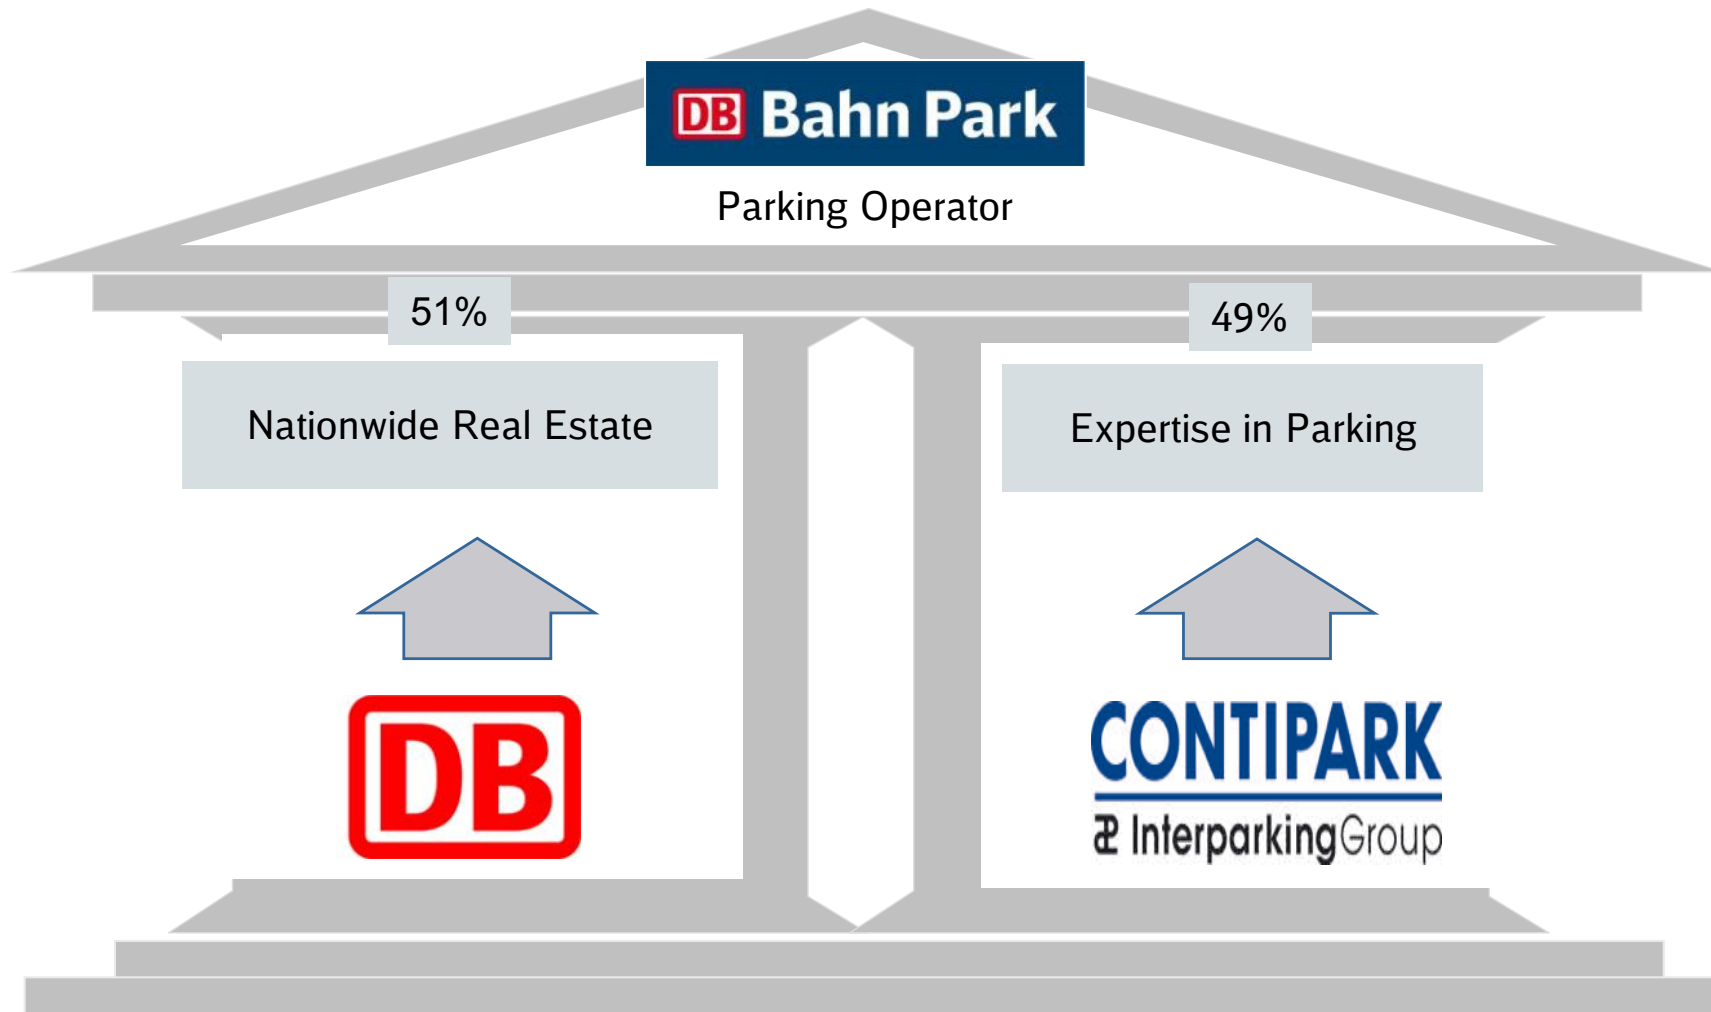 DB Bahn Park
Parking Operator
51%
49%
Nationwide Real Estate
Expertise in Parking
DB
CONTIPARK
InterparkingGroup